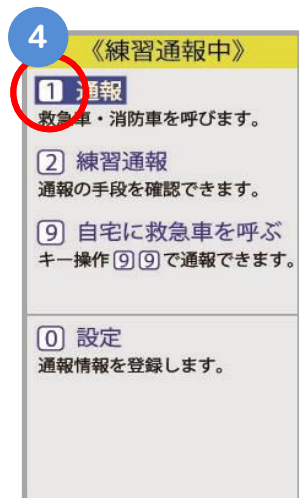 4
《練習通報中》
1 通報
救急車・消防車を呼びます。
2 練習通報
通報の手段を確認できます。
9 自宅に救急車を呼ぶ
キー操作99で通報できます。
0 設定
通報情報を登録します。